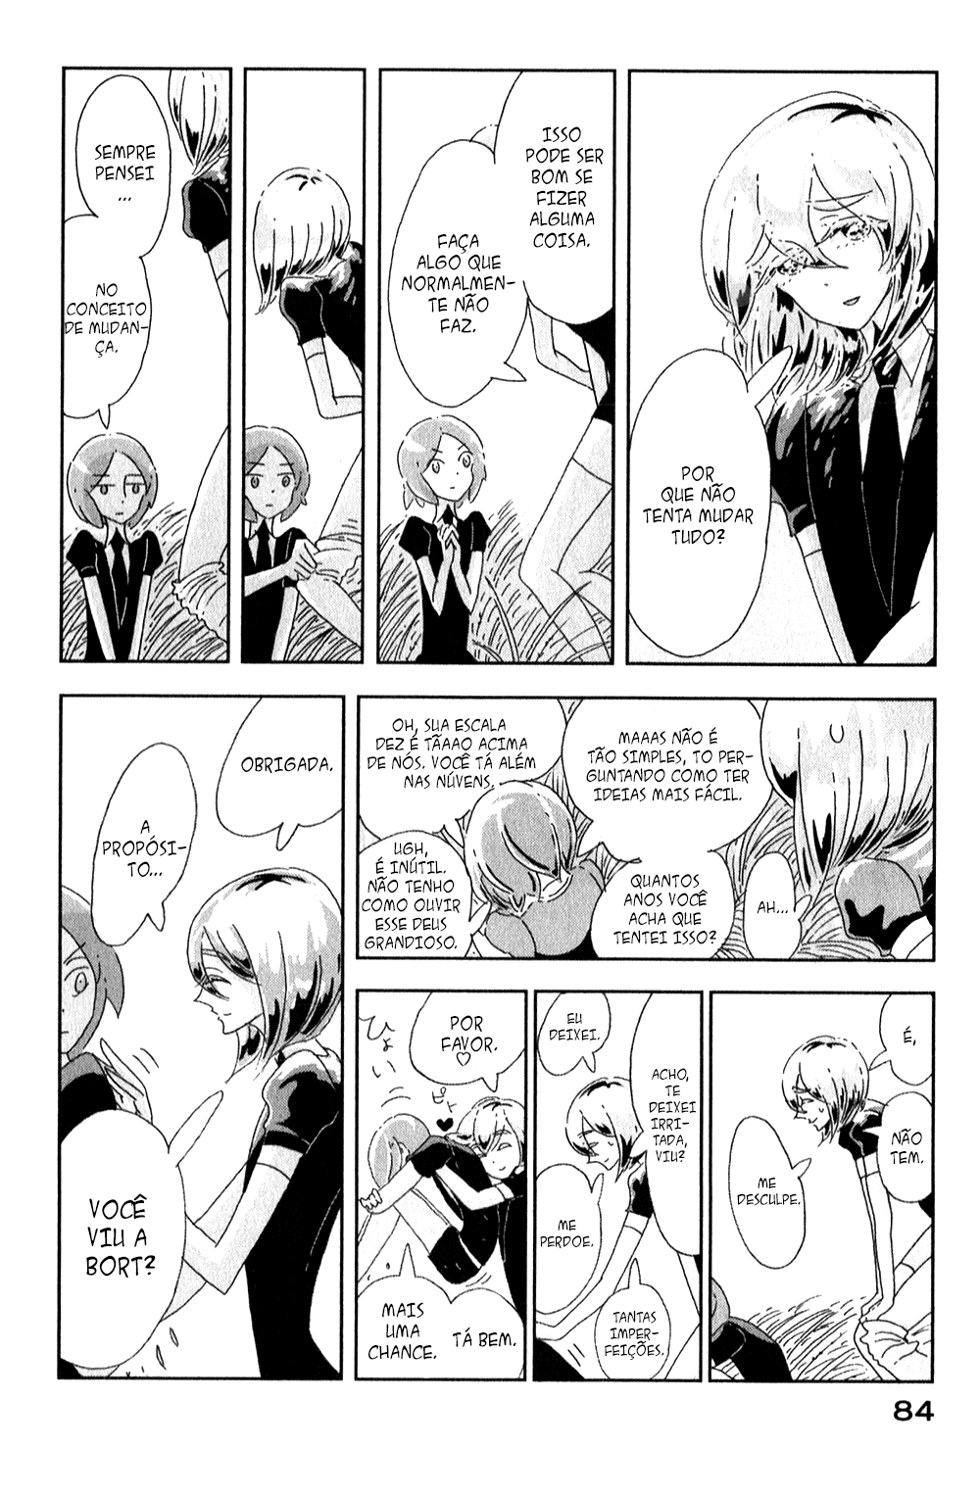 POR
QUE NÃO
TENTA MUDAR
TUDO?
ISSO
PODE SER
BOM SE
FIZER
ALGUMA
COISA.
FAÇA
ALGO QUE
NORMALMEN-
TE NÃO
FAZ.
SEMPRE
PENSEI
...
NO
CONCEITO
DE MUDAN-
ÇA.
MAAAS NÃO É
TÃO SIMPLES, TO PER-
GUNTANDO COMO TER
IDEIAS MAIS FÁCIL.
QUANTOS
ANOS VOCÊ
ACHA QUE
TENTEI ISSO?
AH...
OH, SUA ESCALA
DEZ É TÃAAO ACIMA
DE NÓS. VOCÊ TÁ ALÉM
NAS NÚVENS.
UGH,
É INÚTIL.
NÃO TENHO
COMO OUVIR
ESSE DEUS
GRANDIOSO.
É,
NÃO
TEM.
ME
DESCULPE.
ACHO,
TE
DEIXEI
IRRI-
TADA,
VIU?
EU
DEIXEI.
ME
PERDOE.
TANTAS
IMPER-
FEIÇÕES.
POR
FAVOR.
♡
ひょい
ピト
MAIS
UMA
CHANCE.
TÁ BEM.
OBRIGADA.
A
PROPÓSI-
TO...
VOCÊ
VIU A
BORT?
84